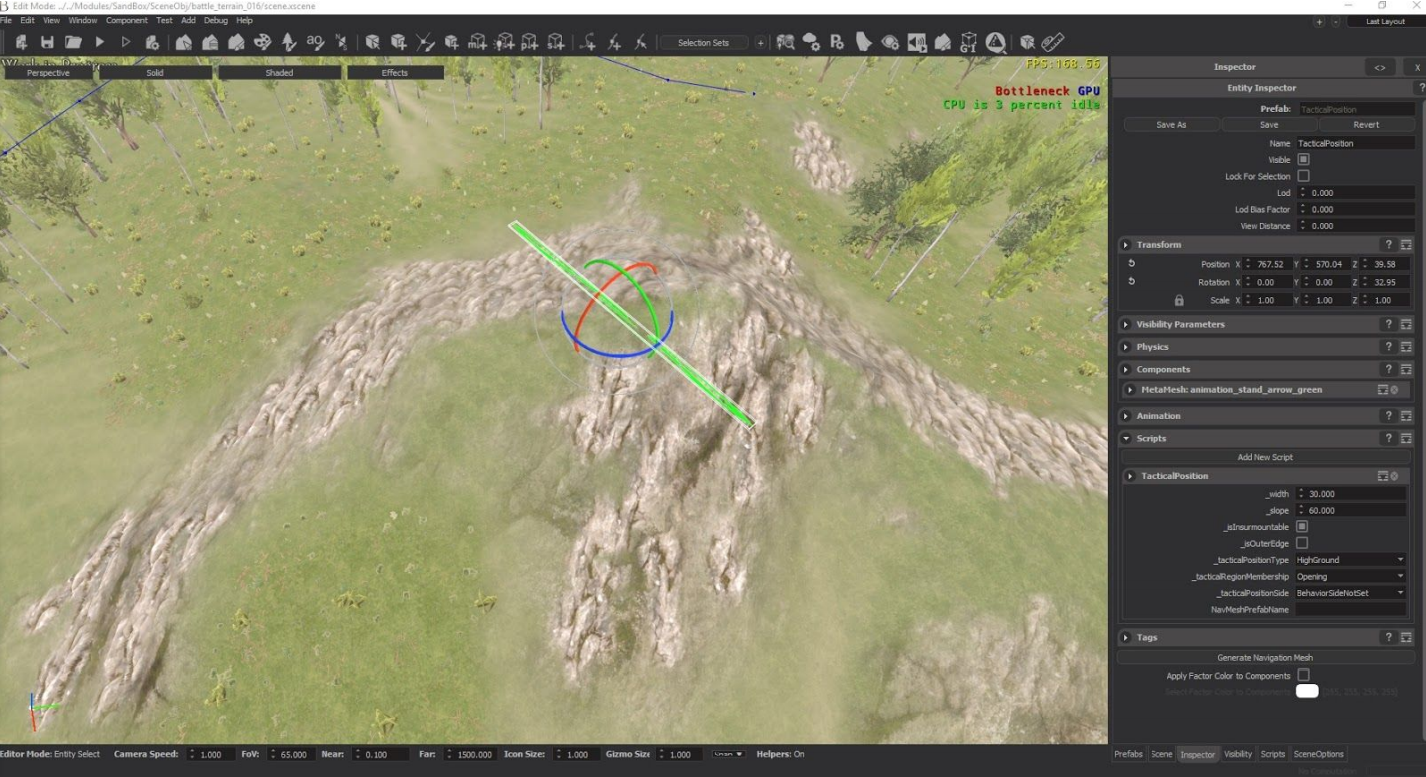 Edit Mode: ../../Modules/SandBox/SceneObj/battle_terrain_016/scene.xscene
File Edit View Window Component Test Add Debug Help
+ - Last Layout
Selection Sets +
Perspective Solid Shaded Effects
FPS:168.56
Bottleneck GPU
CPU is 3 percent idle
Inspector <> X
Entity Inspector ?
Prefab: TacticalPosition
Save As Save Revert
Name TacticalPosition
Visible
Lock For Selection
Lod 0.000
Lod Bias Factor 0.000
View Distance 0.000
Transform ?
Position X 767.52 Y 570.04 Z 39.58
Rotation X 0.00 Y 0.00 Z 32.95
Scale X 1.00 Y 1.00 Z 1.00
Visibility Parameters ?
Physics ?
Components ?
MetaMesh: animation_stand_arrow_green
Animation ?
Scripts ?
Add New Script
TacticalPosition
_width 30.000
_slope 60.000
_isInsurmountable
_isOuterEdge
_tacticalPositionType HighGround
_tacticalRegionMembership Opening
_tacticalPositionSide BehaviorSideNotSet
NavMeshPrefabName
Tags ?
Generate Navigation Mesh
Apply Factor Color to Components
Select Factor Color to Components (255, 255, 255, 255)
Editor Mode: Entity Select Camera Speed: 1.000 FoV: 65.000 Near: 0.100 Far: 1500.000 Icon Size: 1.000 Gizmo Size 1.000 Helpers: On
Prefabs Scene Inspector Visibility Scripts SceneOptions